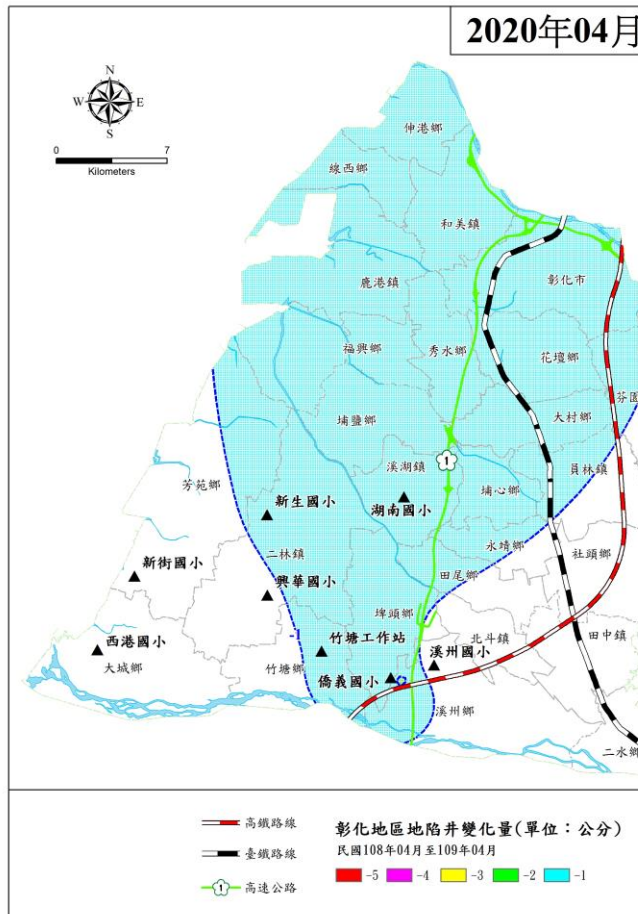 2020年04月
N
W
E
S
0
7
Kilometers
伸港鄉
線西鄉
和美鎮
彰化市
鹿港鎮
福興鄉
秀水鄉
花壇鄉
芬園
大村鄉
埔鹽鄉
員林鎮
溪湖鎮
1
芳苑鄉
埔心鄉
新生國小
湖南國小
永靖鄉
二林鎮
社頭鄉
新街國小
田尾鄉
興華國小
埤頭鄉
北斗鎮
田中鎮
西港國小
竹塘工作站
溪州國小
大城鄉
竹塘鄉
僑義國小
溪州鄉
二水鄉
高鐵路線
臺鐵路線
1
高速公路
彰化地區地陷井變化量(單位：公分)
民國108年04月至109年04月
-5
-4
-3
-2
-1